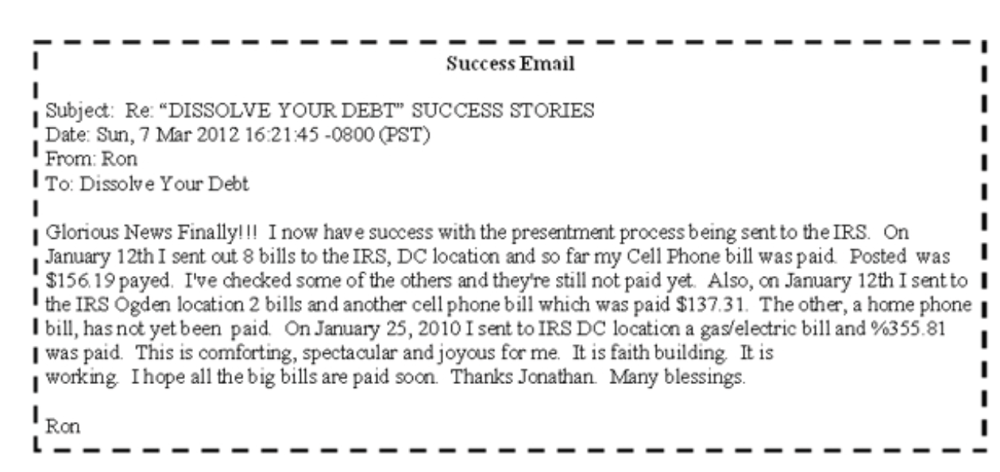 Success Email
Subject: Re: “DISSOLVE YOUR DEBT” SUCCESS STORIES
Date: Sun, 7 Mar 2012 16:21:45 -0800 (PST)
From: Ron
To: Dissolve Your Debt
Glorious News Finally!!! I now have success with the presentment process being sent to the IRS. On
January 12th I sent out 8 bills to the IRS, DC location and so far my Cell Phone bill was paid. Posted was
$156.19 payed. I've checked some of the others and they're still not paid yet. Also, on January 12th I sent to
the IRS Ogden location 2 bills and another cell phone bill which was paid $137.31. The other, a home phone
bill, has not yet been paid. On January 25, 2010 I sent to IRS DC location a gas/electric bill and %355.81
was paid. This is comforting, spectacular and joyous for me. It is faith building. It is
working. I hope all the big bills are paid soon. Thanks Jonathan. Many blessings.
Ron